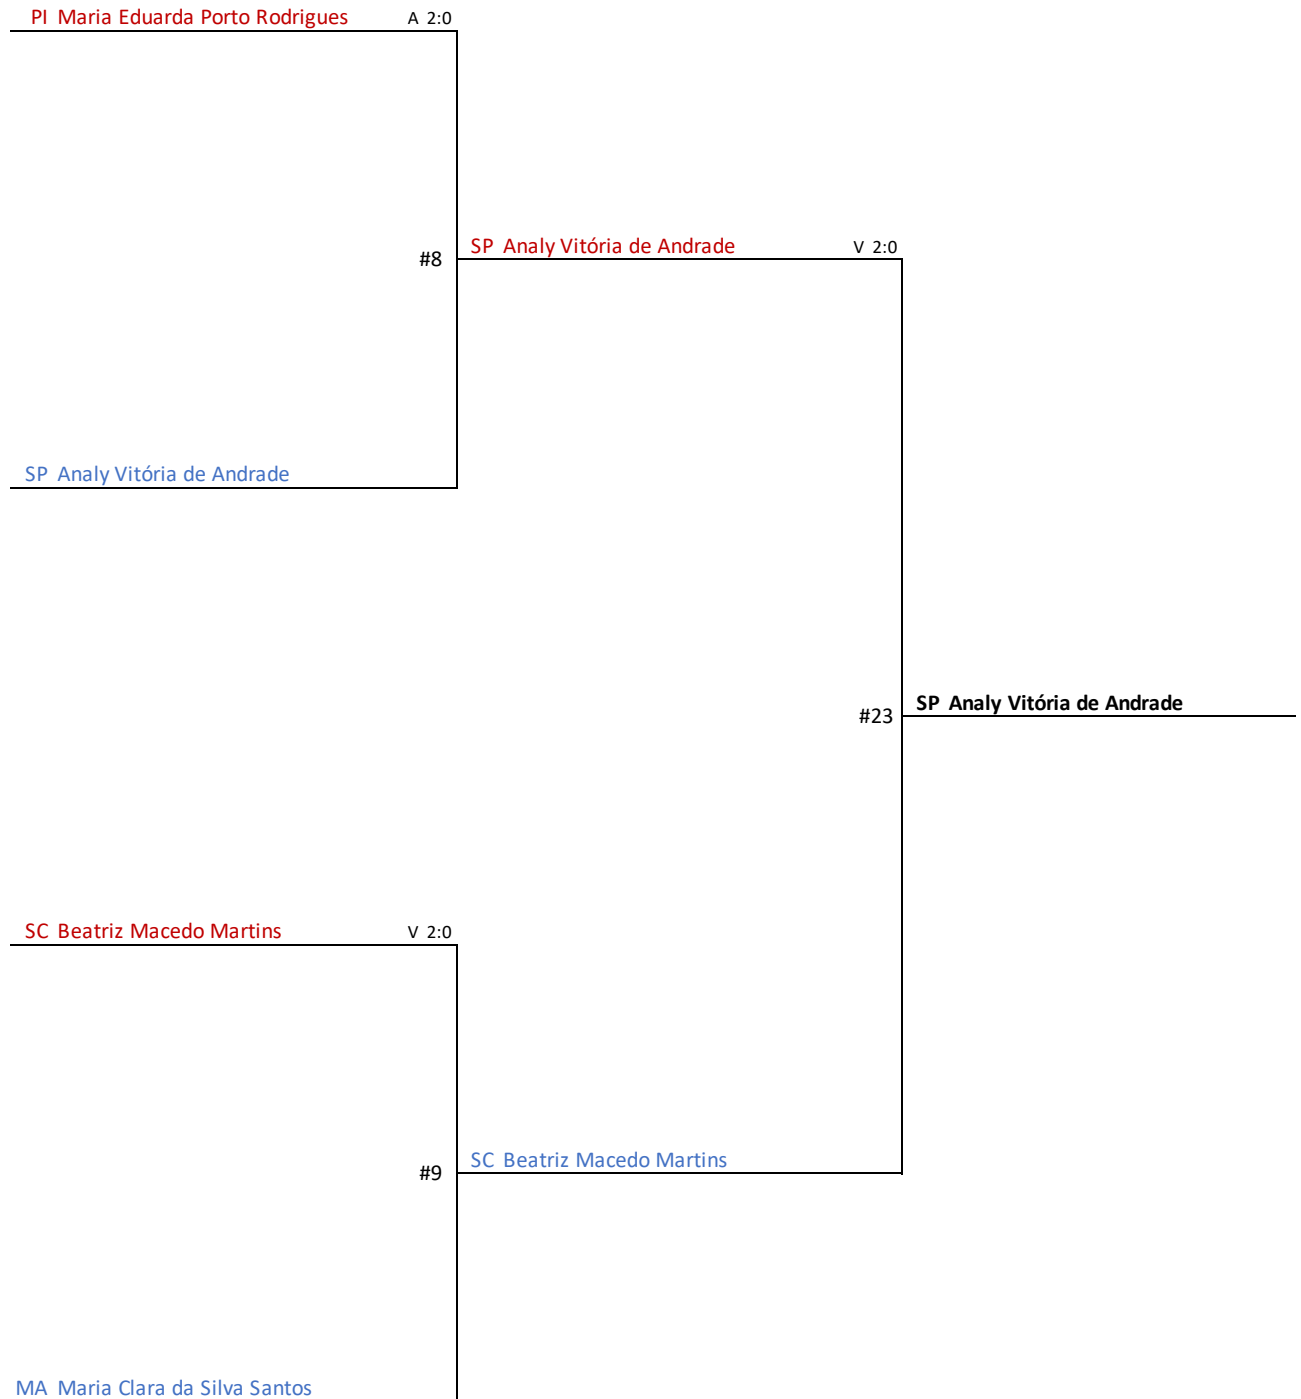 PI Maria Eduarda Porto Rodrigues A 2:0
#8 SP Analy Vitória de Andrade V 2:0
SP Analy Vitória de Andrade
#23 SP Analy Vitória de Andrade
SC Beatriz Macedo Martins V 2:0
#9 SC Beatriz Macedo Martins
MA Maria Clara da Silva Santos